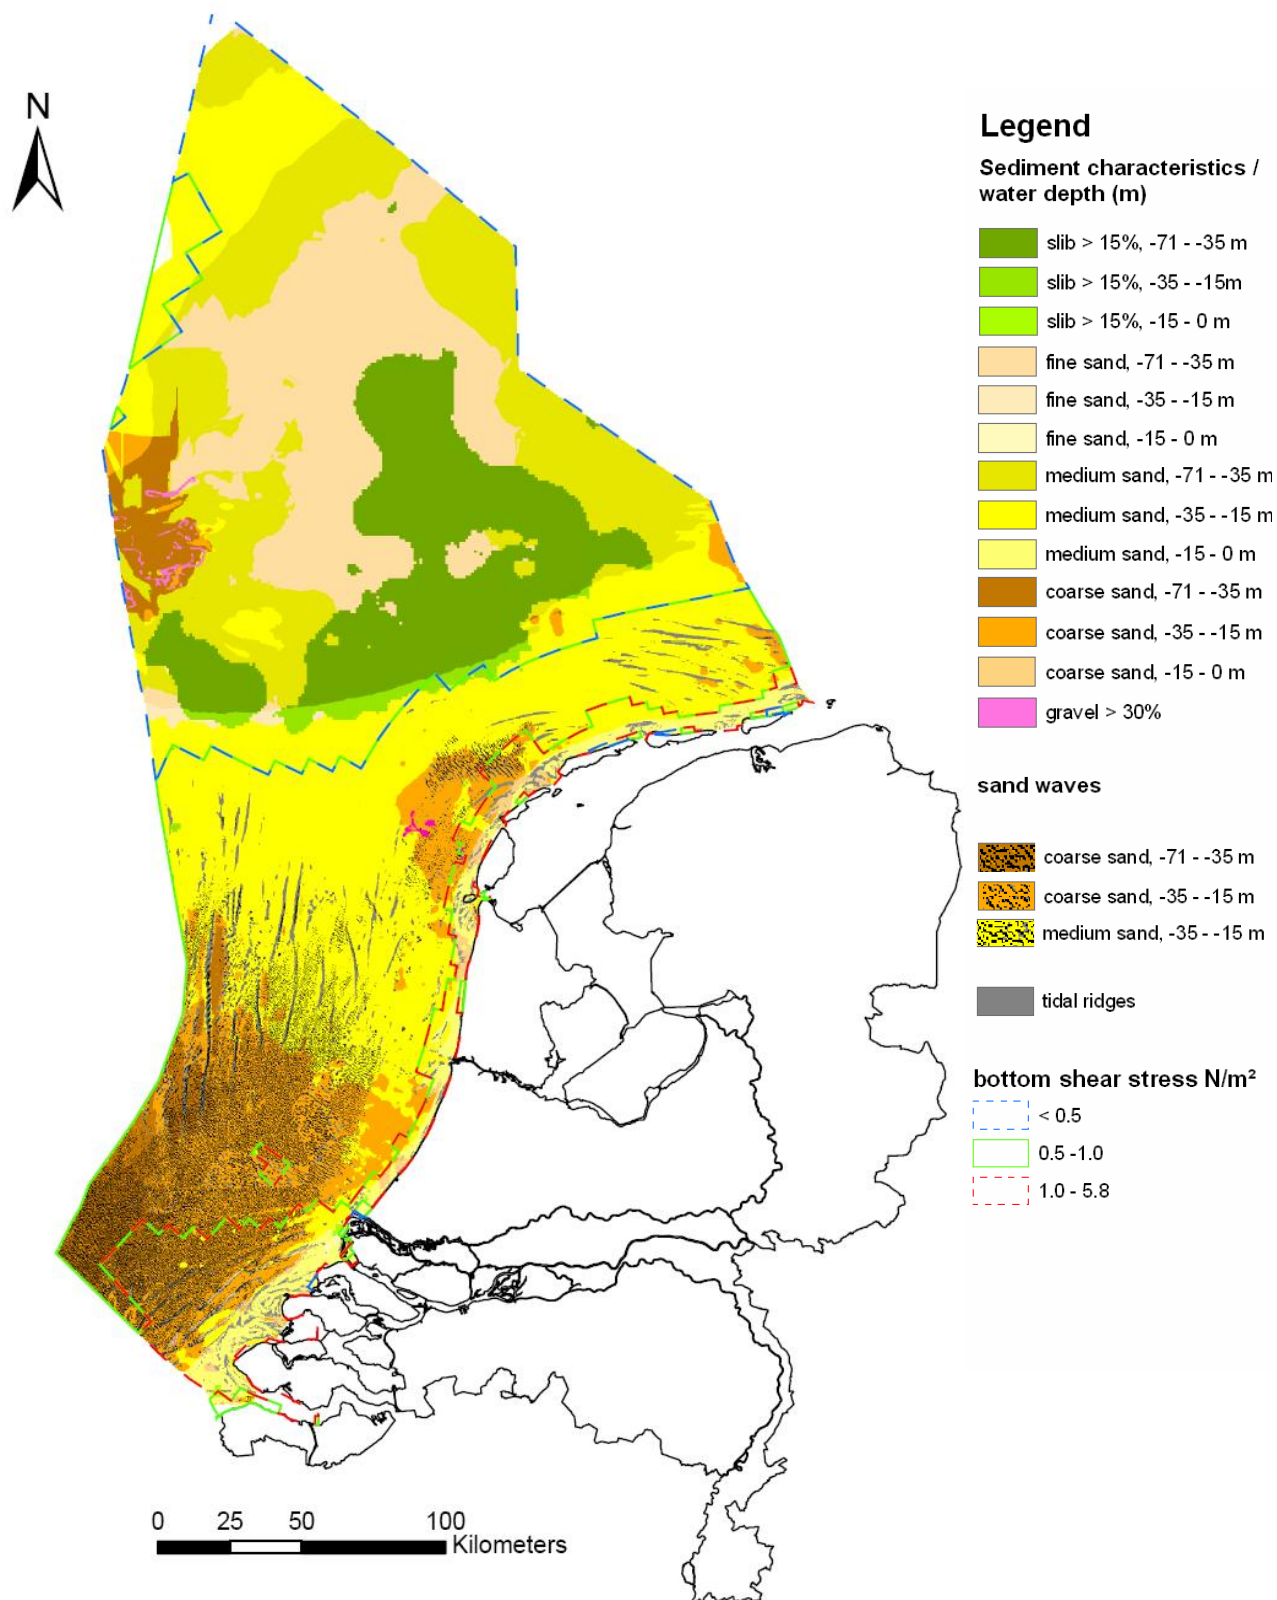 N
Legend
Sediment characteristics /
water depth (m)
slib > 15%, -71 - -35 m
slib > 15%, -35 - -15m
slib > 15%, -15 - 0 m
fine sand, -71 - -35 m
fine sand, -35 - -15 m
fine sand, -15 - 0 m
medium sand, -71 - -35 m
medium sand, -35 - -15 m
medium sand, -15 - 0 m
coarse sand, -71 - -35 m
coarse sand, -35 - -15 m
coarse sand, -15 - 0 m
gravel > 30%
sand waves
coarse sand, -71 - -35 m
coarse sand, -35 - -15 m
medium sand, -35 - -15 m
tidal ridges
bottom shear stress N/m²
< 0.5
0.5 -1.0
1.0 - 5.8
0 25 50 100
Kilometers